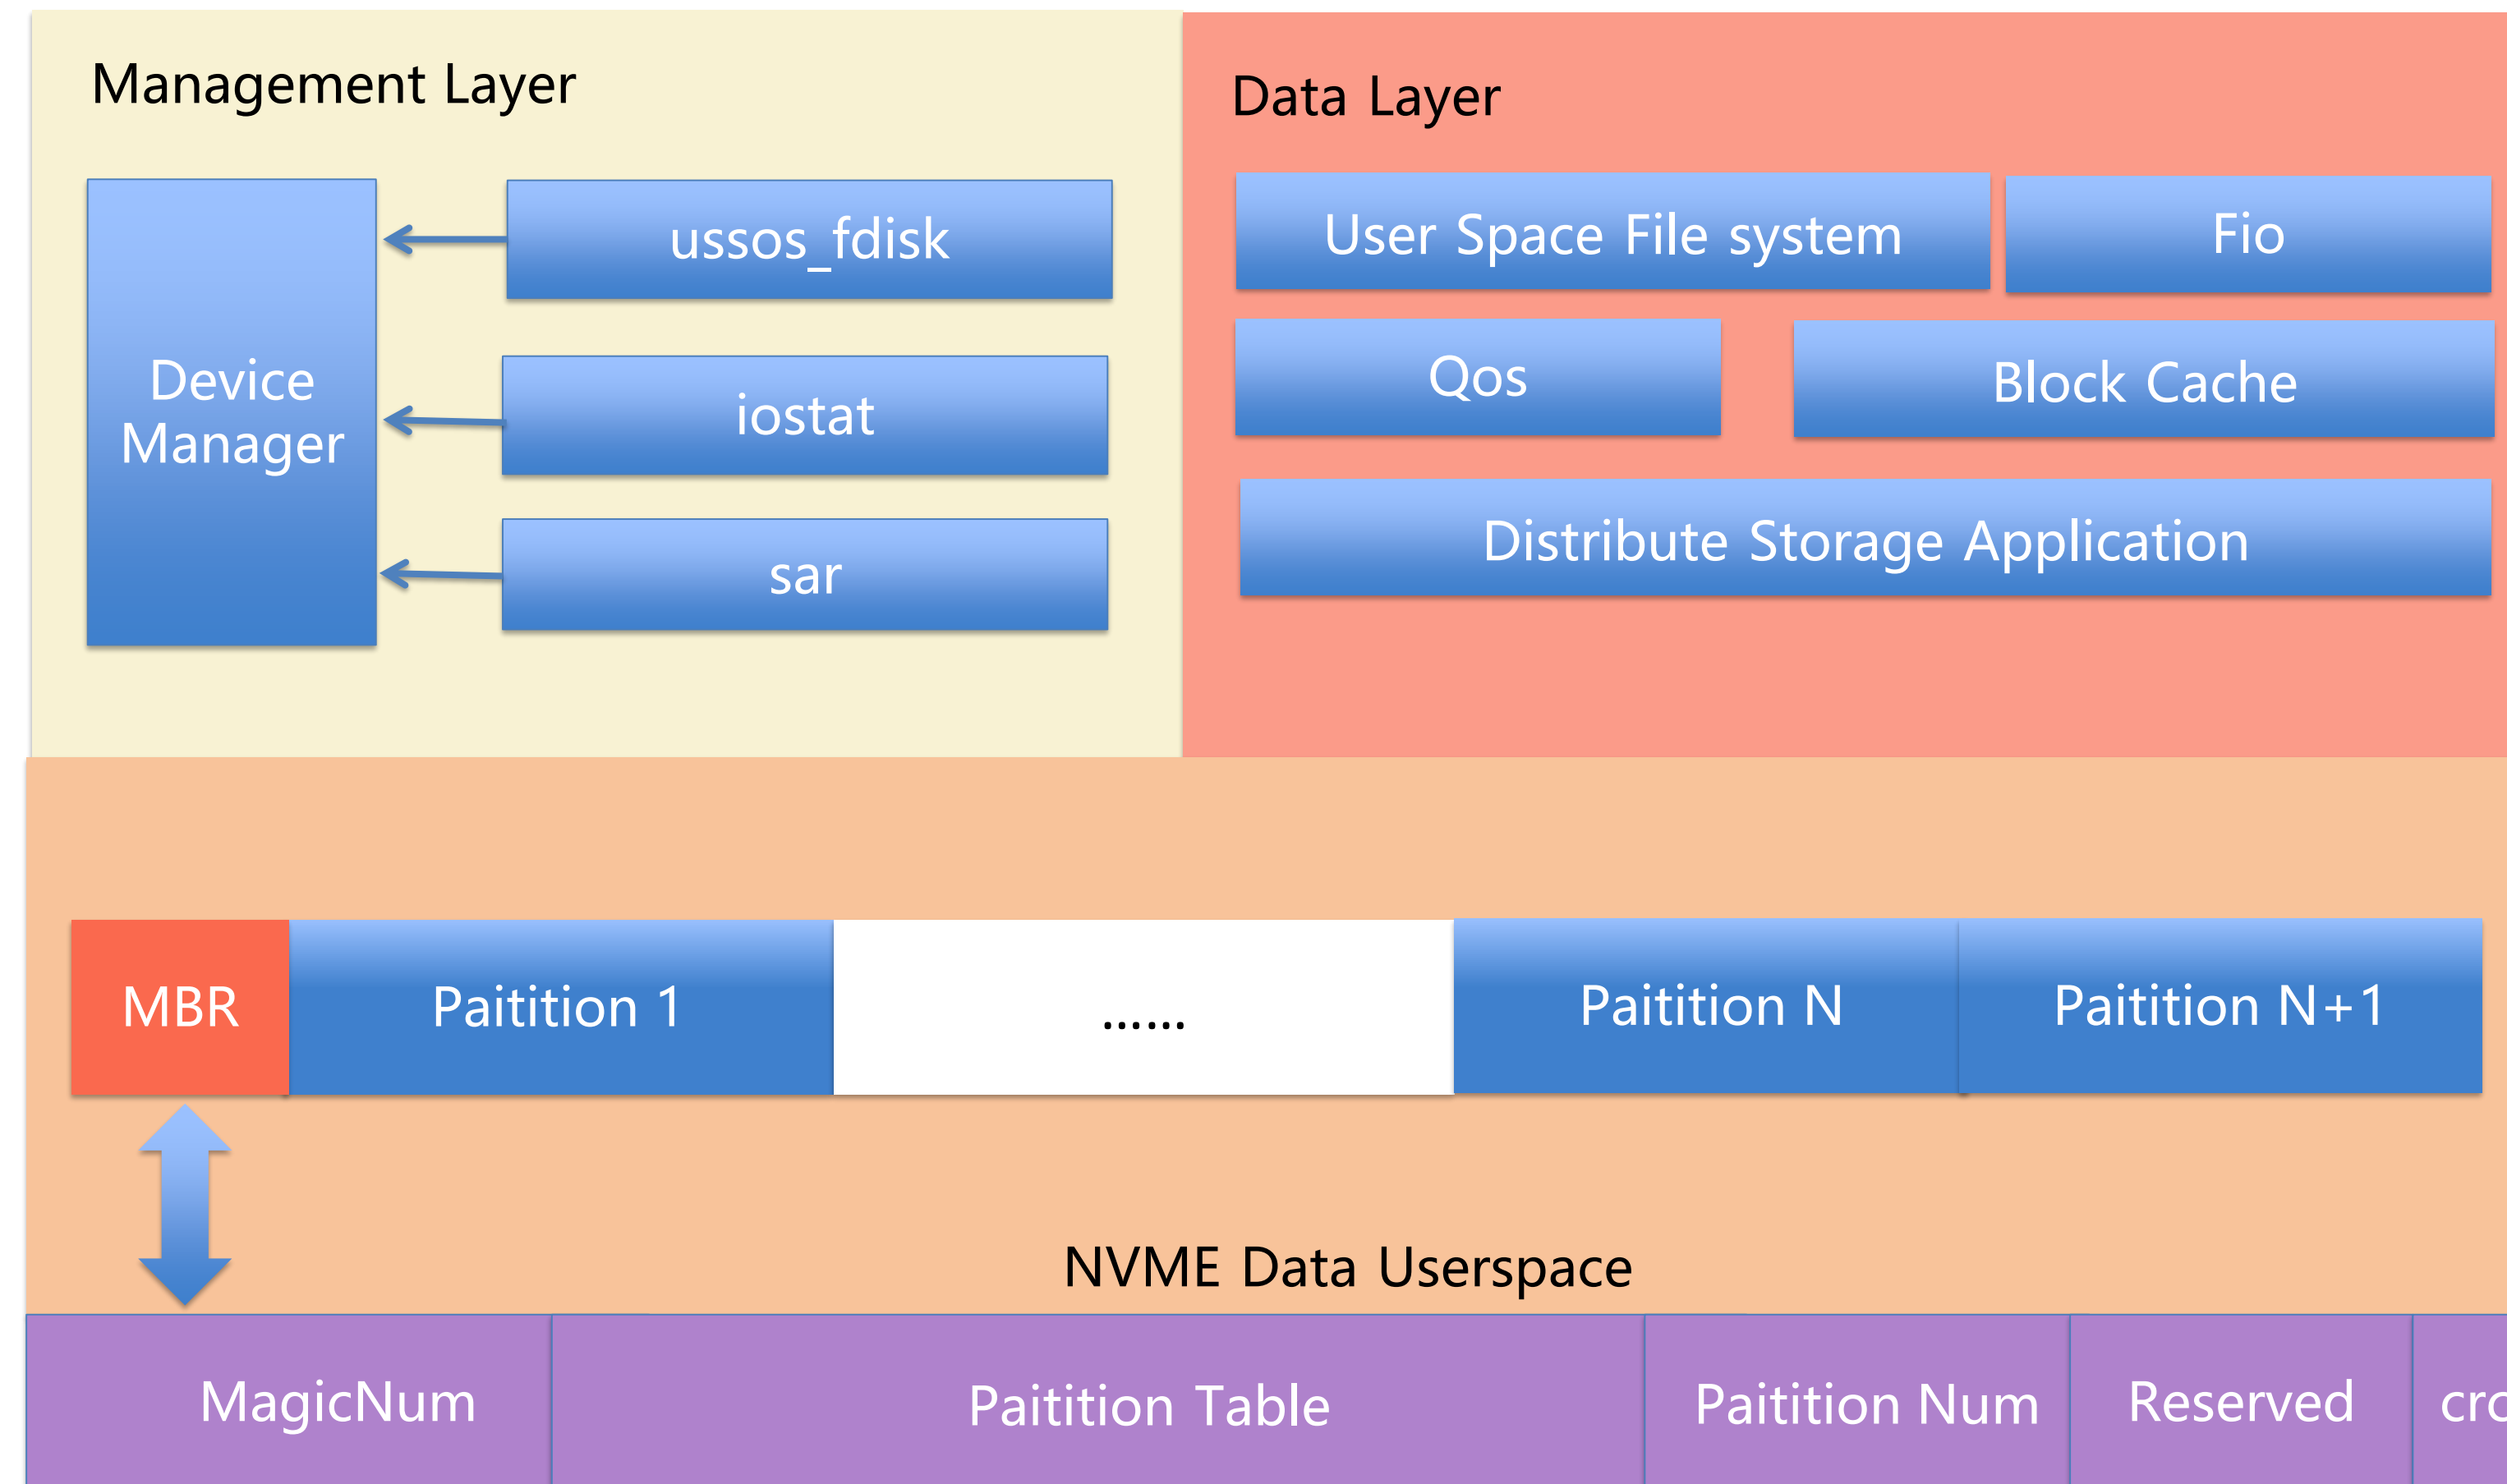 Management Layer
Data Layer
ussos_fdisk
User Space File system
Fio
Device
Manager
iostat
Qos
Block Cache
sar
Distribute Storage Application
MBR
Paitition 1
......
Paitition N
Paitition N+1
NVME Data Userspace
MagicNum
Paitition Table
Paitition Num
Reserved